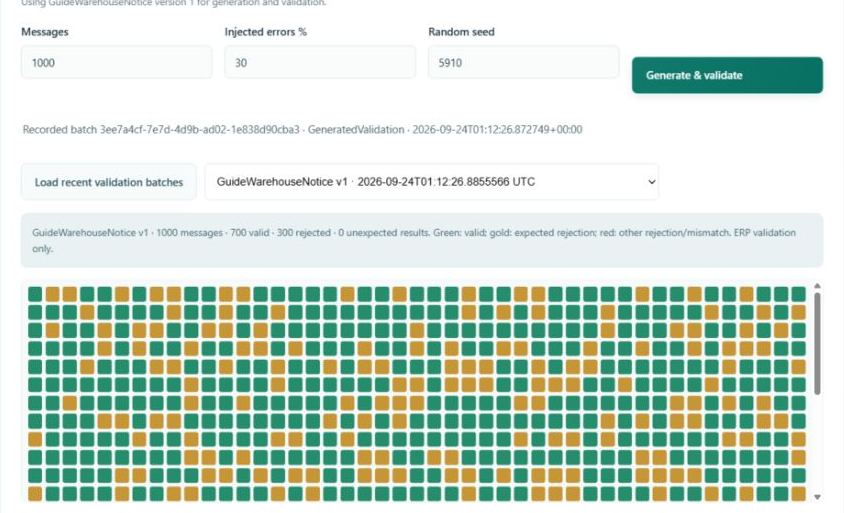 Using GuideWarehouseNotice version 1 for generation and validation.
Messages
Injected errors %
Random seed
1000
30
5910
Generate & validate
Recorded batch 3ee7a4cf-7e7d-4d9b-ad02-1e838d90cba3 · GeneratedValidation · 2026-09-24T01:12:26.872749+00:00
Load recent validation batches
GuideWarehouseNotice v1 · 2026-09-24T01:12:26.8855566 UTC
GuideWarehouseNotice v1 · 1000 messages · 700 valid · 300 rejected · 0 unexpected results. Green: valid; gold: expected rejection; red: other rejection/mismatch. ERP validation
only.